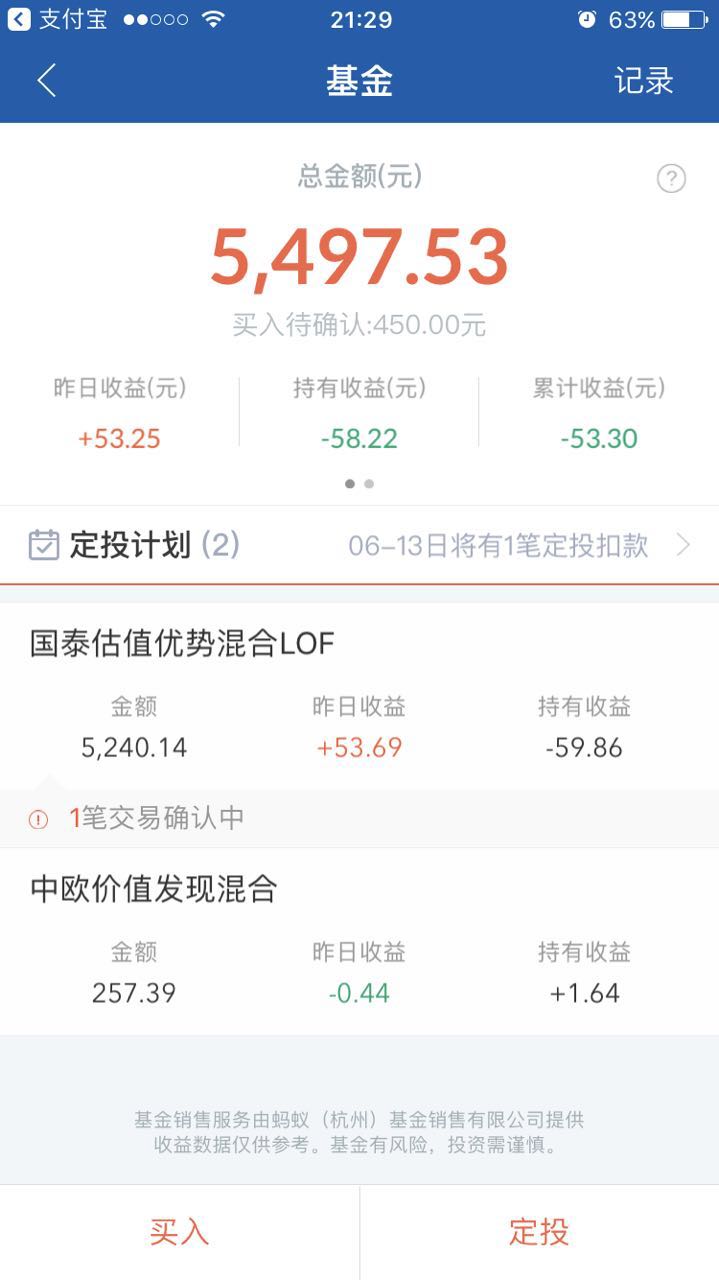 支付宝 21:29 63%
基金 记录
总金额(元) ?
5,497.53
买入待确认:450.00元
昨日收益(元) 持有收益(元) 累计收益(元)
+53.25 -58.22 -53.30
定投计划 (2) 06-13日将有1笔定投扣款
国泰估值优势混合LOF
金额 昨日收益 持有收益
5,240.14 +53.69 -59.86
1笔交易确认中
中欧价值发现混合
金额 昨日收益 持有收益
257.39 -0.44 +1.64
基金销售服务由蚂蚁（杭州）基金销售有限公司提供
收益数据仅供参考。基金有风险，投资需谨慎。
买入 定投